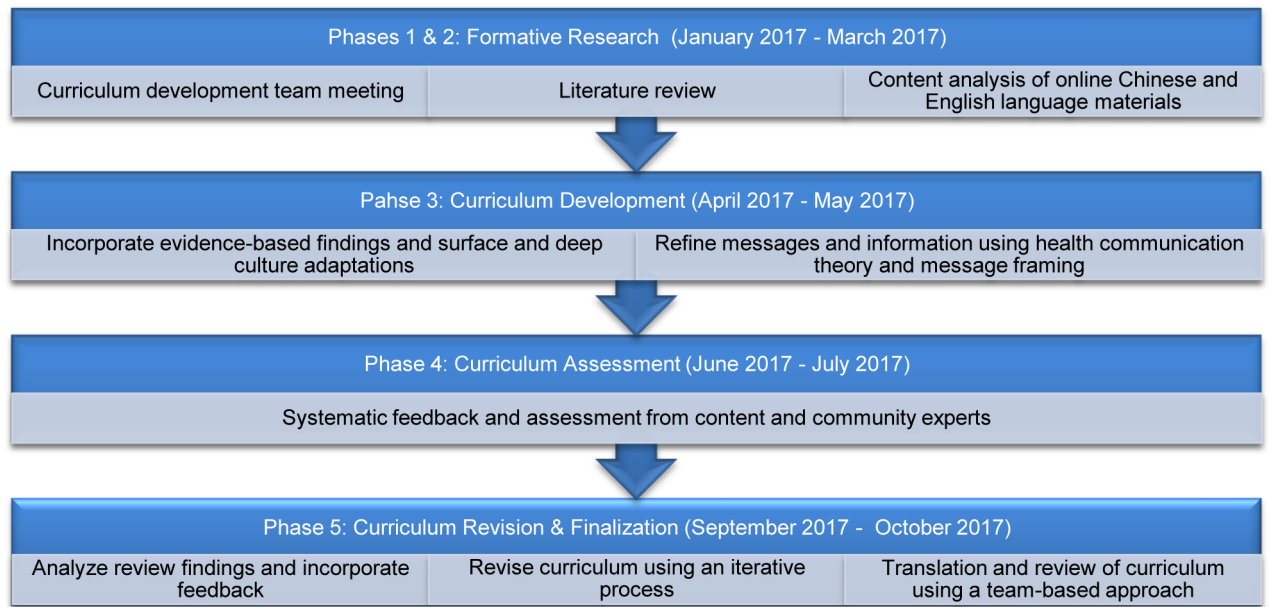 Phases 1 & 2: Formative Research (January 2017 - March 2017)
Curriculum development team meeting
Literature review
Content analysis of online Chinese and
English language materials
Pahse 3: Curriculum Development (April 2017 - May 2017)
Incorporate evidence-based findings and surface and deep
culture adaptations
Refine messages and information using health communication
theory and message framing
Phase 4: Curriculum Assessment (June 2017 - July 2017)
Systematic feedback and assessment from content and community experts
Phase 5: Curriculum Revision & Finalization (September 2017 - October 2017)
Analyze review findings and incorporate
feedback
Revise curriculum using an iterative
process
Translation and review of curriculum
using a team-based approach